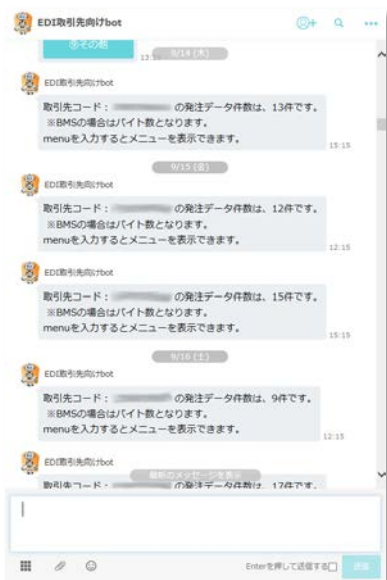 EDI取引先向けbot
9/14 (木)
EDI取引先向けbot
取引先コード： の発注データ件数は、13件です。
※BMSの場合はバイト数となります。
menuを入力するとメニューを表示できます。
15:15
9/15 (金)
EDI取引先向けbot
取引先コード： の発注データ件数は、12件です。
※BMSの場合はバイト数となります。
menuを入力するとメニューを表示できます。
12:15
EDI取引先向けbot
取引先コード： の発注データ件数は、15件です。
※BMSの場合はバイト数となります。
menuを入力するとメニューを表示できます。
15:15
9/16 (土)
EDI取引先向けbot
取引先コード： の発注データ件数は、9件です。
※BMSの場合はバイト数となります。
menuを入力するとメニューを表示できます。
12:15
EDI取引先向けbot
最新のメッセージを表示
取引先コード： の発注データ件数は、17件です。
Enterを押して送信する
送信